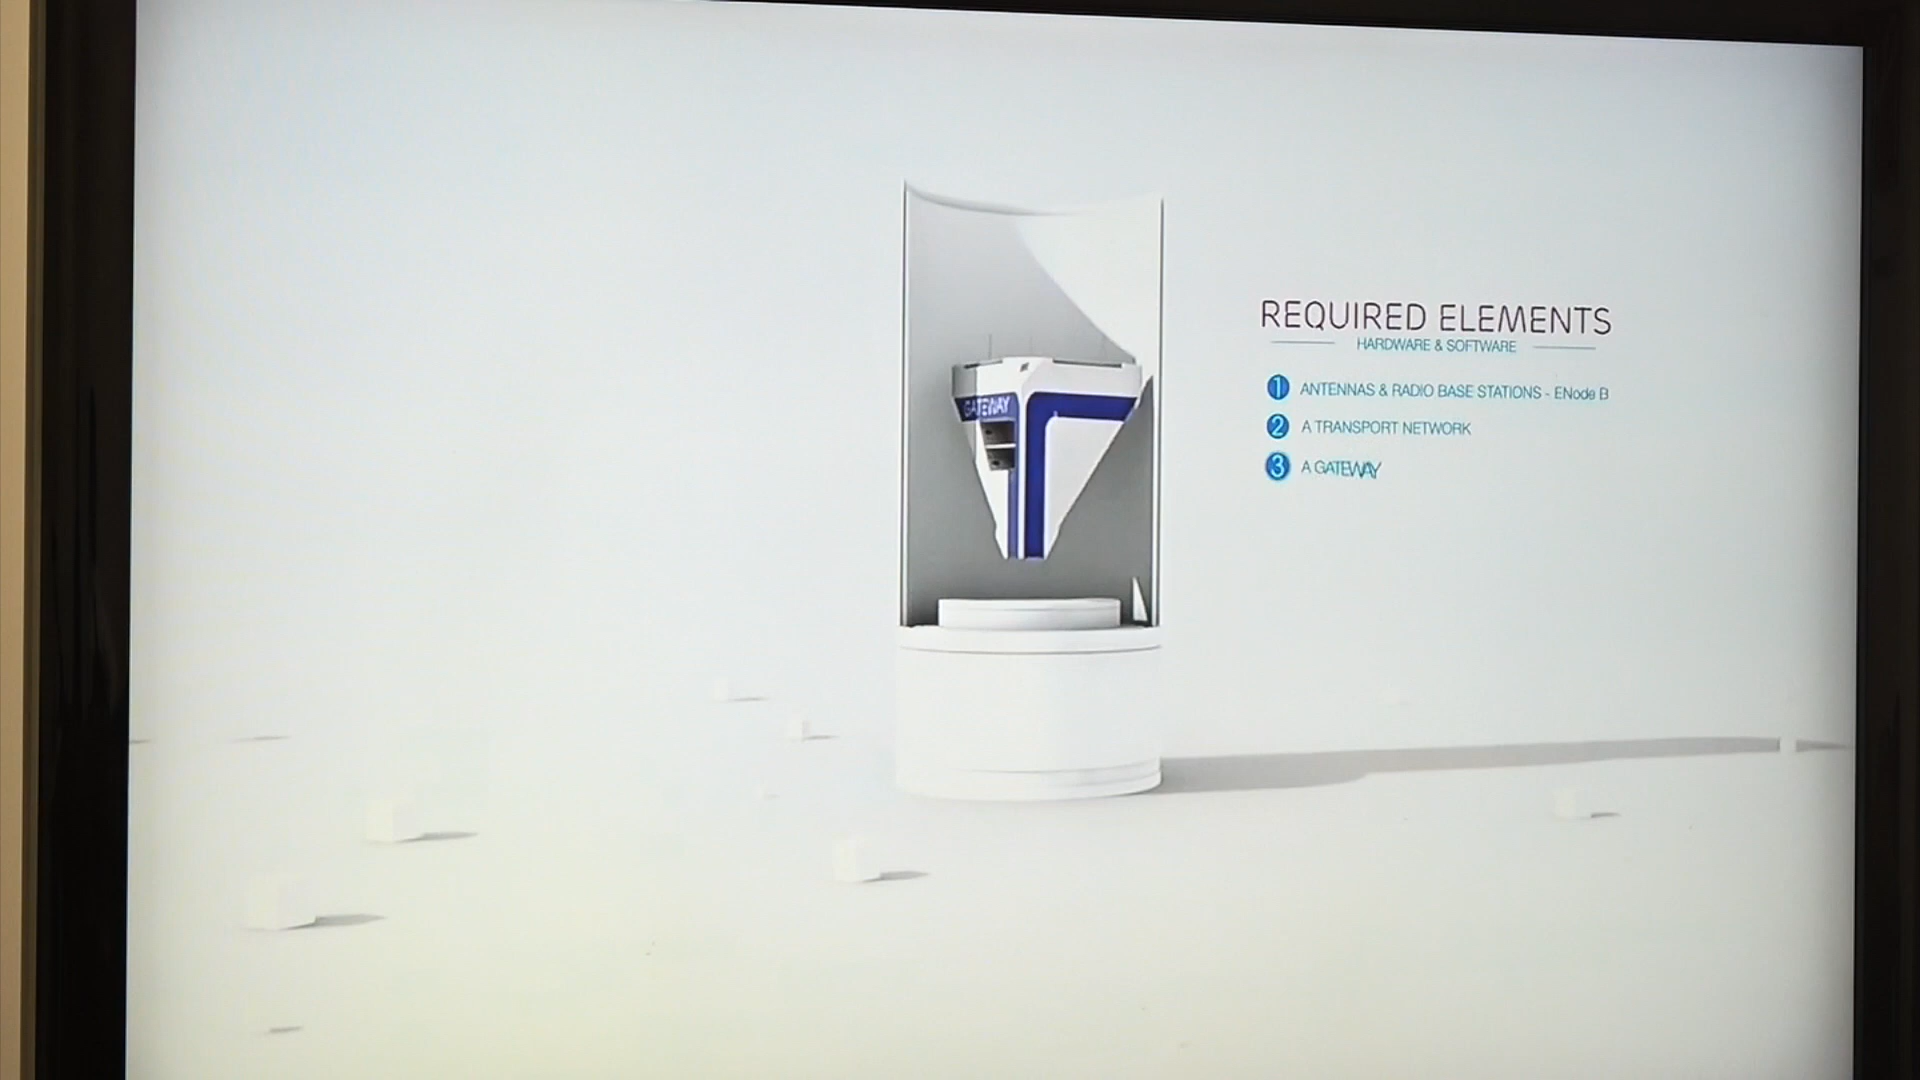 REQUIRED ELEMENTS
HARDWARE & SOFTWARE
1 ANTENNAS & RADIO BASE STATIONS - ENode B
2 A TRANSPORT NETWORK
3 A GATEWAY
GATEWAY